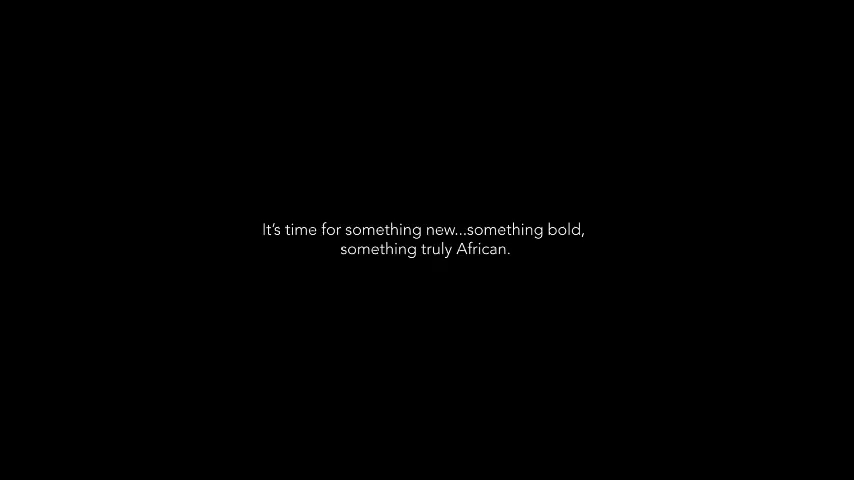 It’s time for something new...something bold,
something truly African.